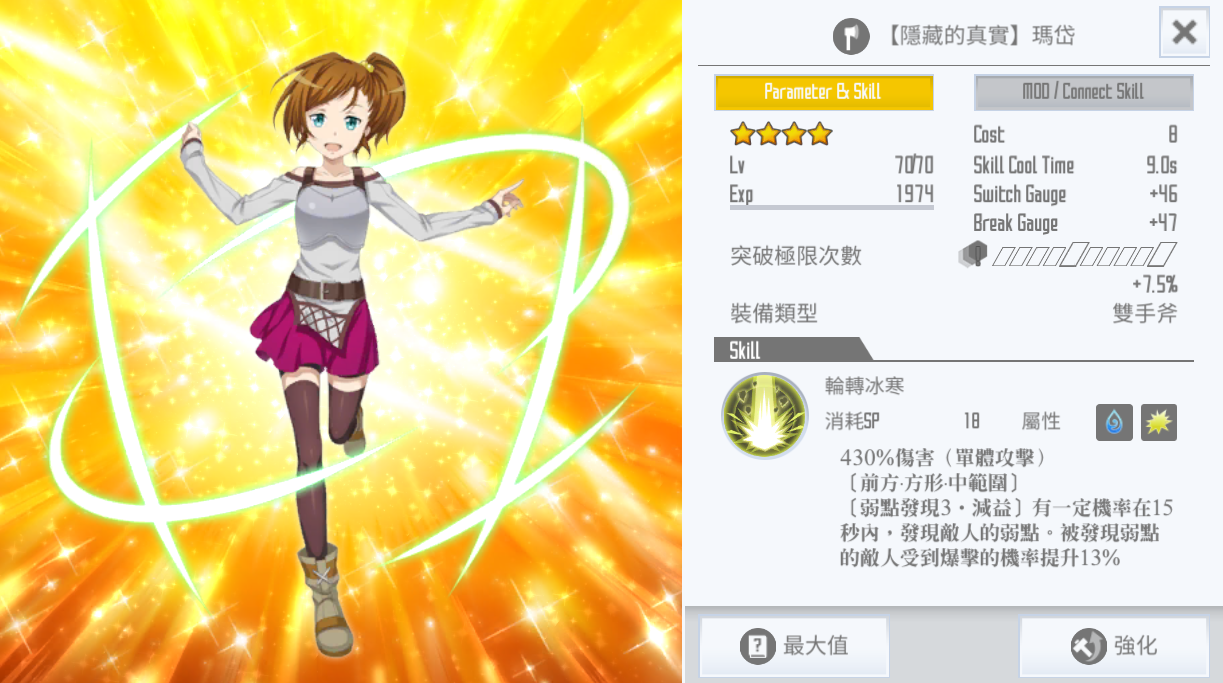 【隱藏的真實】瑪岱
Parameter & Skill
MOD / Connect Skill
Lv 70/70
Exp 1974
Cost 8
Skill Cool Time 9.0s
Switch Gauge +46
Break Gauge +47
突破極限次數
+7.5%
裝備類型 雙手斧
Skill
輪轉冰寒
消耗SP 18 屬性
430%傷害（單體攻擊）
〔前方·方形·中範圍〕
〔弱點發現3·減益〕有一定機率在15
秒內，發現敵人的弱點。被發現弱點
的敵人受到爆擊的機率提升13%
最大值
強化